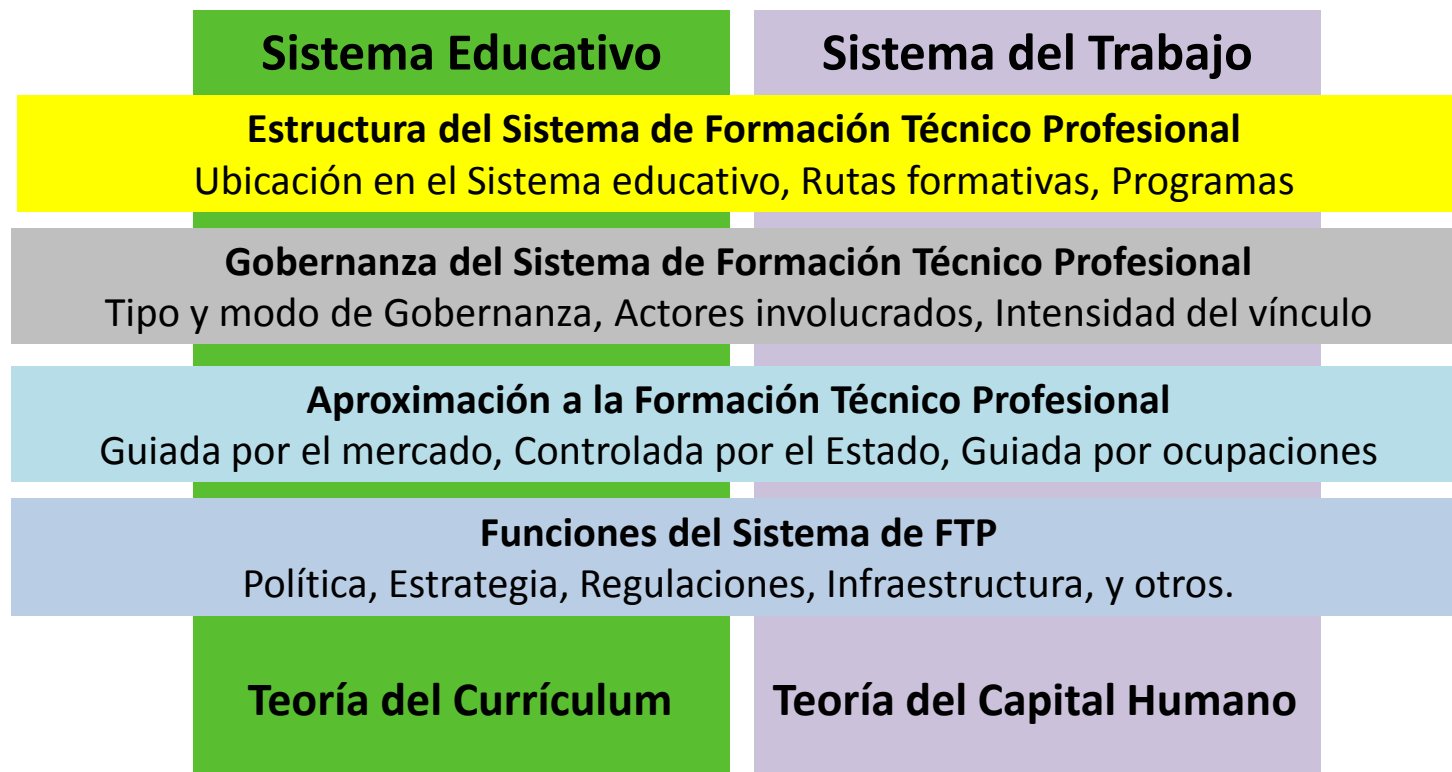 Sistema Educativo
Sistema del Trabajo
Estructura del Sistema de Formación Técnico Profesional
Ubicación en el Sistema educativo, Rutas formativas, Programas
Gobernanza del Sistema de Formación Técnico Profesional
Tipo y modo de Gobernanza, Actores involucrados, Intensidad del vínculo
Aproximación a la Formación Técnico Profesional
Guiada por el mercado, Controlada por el Estado, Guiada por ocupaciones
Funciones del Sistema de FTP
Política, Estrategia, Regulaciones, Infraestructura, y otros.
Teoría del Currículum
Teoría del Capital Humano